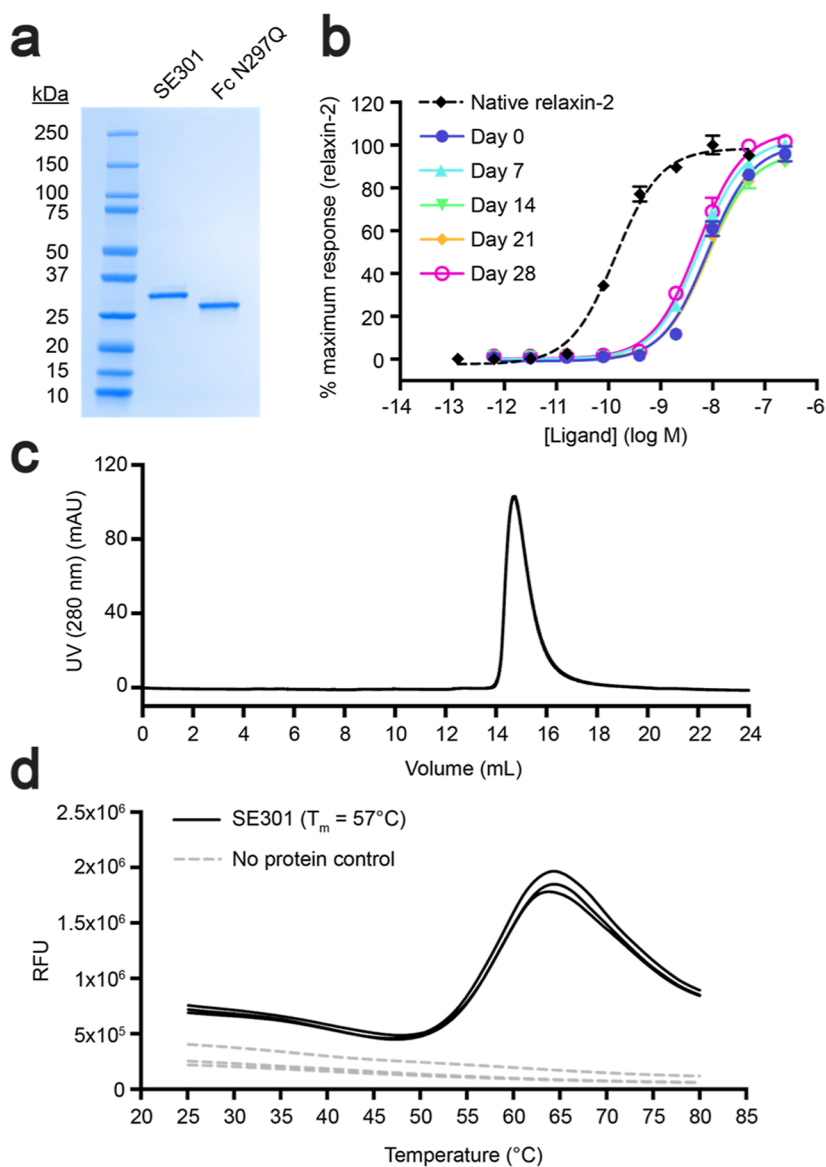 a
kDa
SE301
Fc N297Q
250
150
100
75
50
37
25
20
15
10
b
% maximum response (relaxin-2)
120
100
80
60
40
20
0
Native relaxin-2
Day 0
Day 7
Day 14
Day 21
Day 28
-14 -13 -12 -11 -10 -9 -8 -7 -6
[Ligand] (log M)
c
UV (280 nm) (mAU)
120
80
40
0
0 2 4 6 8 10 12 14 16 18 20 22 24
Volume (mL)
d
RFU
2.5x10⁶
2x10⁶
1.5x10⁶
1x10⁶
5x10⁵
0
SE301 (Tₘ = 57°C)
No protein control
20 25 30 35 40 45 50 55 60 65 70 75 80 85
Temperature (°C)